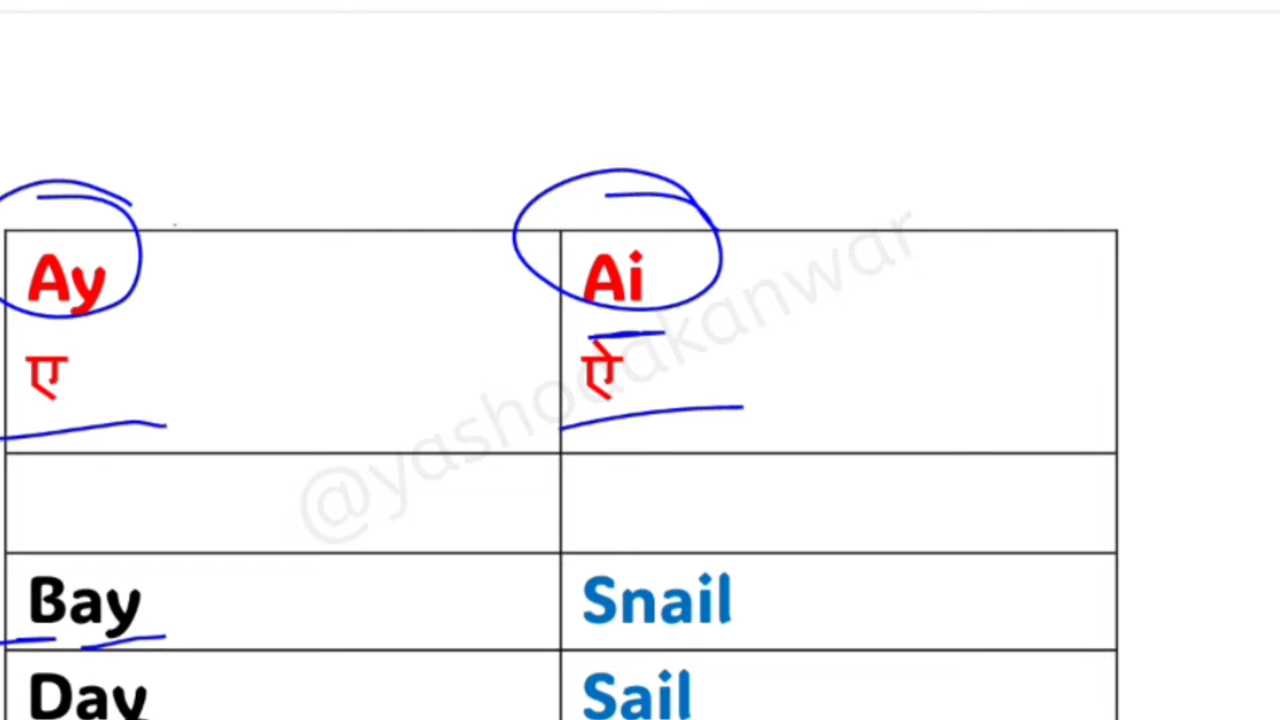 Ay Ai
ए ऐ
@yashodakanwar
Bay Snail
Day Sail